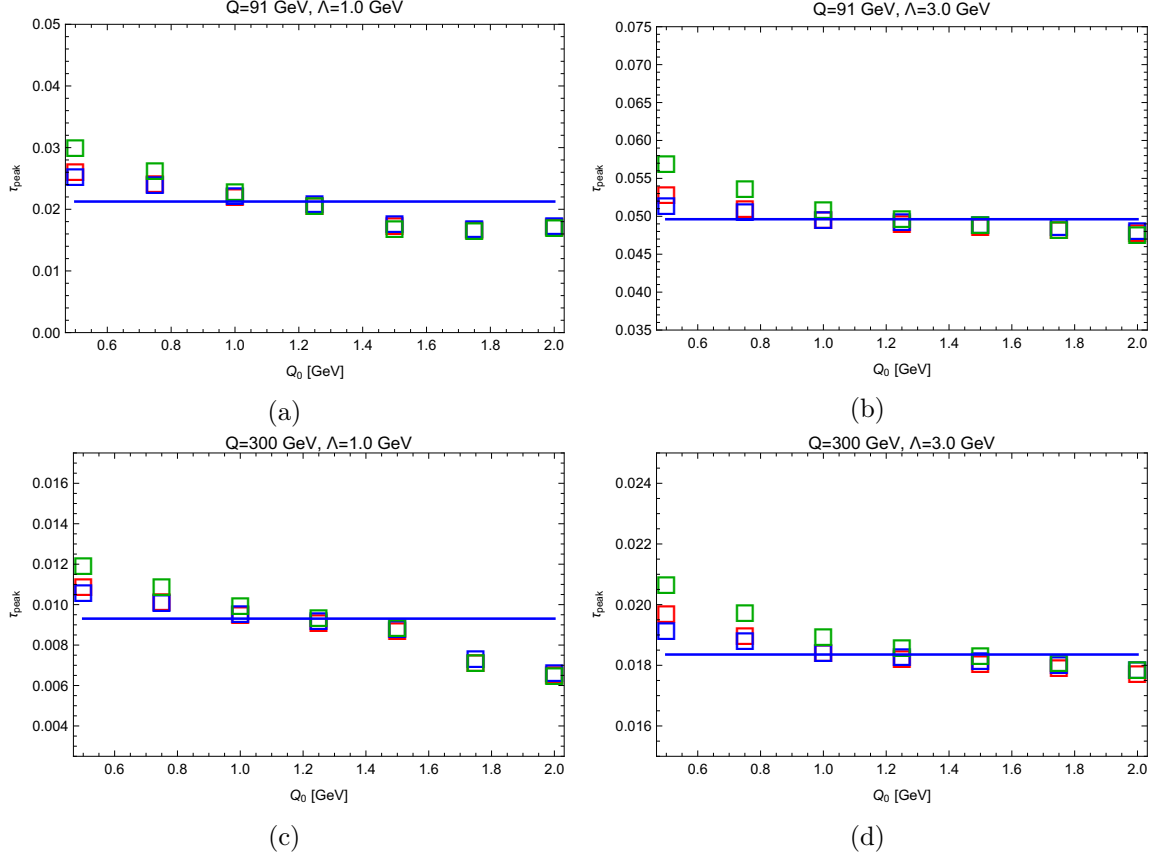 Q=91 GeV, Λ=1.0 GeV
0.05
0.04
0.03
0.02
0.01
0.00
τpeak
0.6 0.8 1.0 1.2 1.4 1.6 1.8 2.0
Q0 [GeV]
(a)
Q=91 GeV, Λ=3.0 GeV
0.075
0.070
0.065
0.060
0.055
0.050
0.045
0.040
0.035
τpeak
0.6 0.8 1.0 1.2 1.4 1.6 1.8 2.0
Q0 [GeV]
(b)
Q=300 GeV, Λ=1.0 GeV
0.016
0.014
0.012
0.010
0.008
0.006
0.004
τpeak
0.6 0.8 1.0 1.2 1.4 1.6 1.8 2.0
Q0 [GeV]
(c)
Q=300 GeV, Λ=3.0 GeV
0.024
0.022
0.020
0.018
0.016
τpeak
0.6 0.8 1.0 1.2 1.4 1.6 1.8 2.0
Q0 [GeV]
(d)